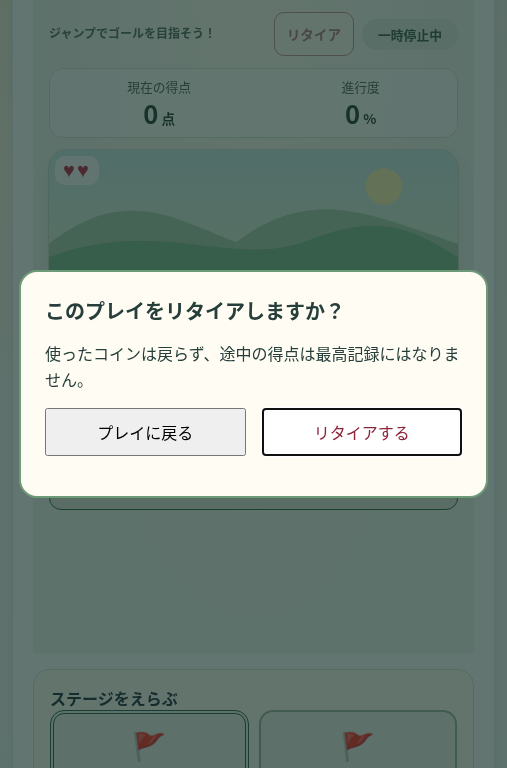 ジャンプでゴールを目指そう！
リタイア
一時停止中
現在の得点
進行度
0 点
0 %
このプレイをリタイアしますか？
使ったコインは戻らず、途中の得点は最高記録にはなりま
せん。
プレイに戻る
リタイアする
ステージをえらぶ